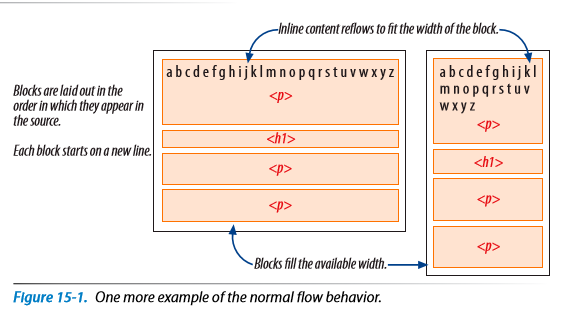 Inline content reflows to fit the width of the block.
Blocks are laid out in the
order in which they appear in
the source.
Each block starts on a new line.
a b c d e f g h i j k l m n o p q r s t u v w x y z
<p>
<h1>
<p>
<p>
a b c d e f g h i j k l
m n o p q r s t u v
w x y z
<p>
<h1>
<p>
<p>
Blocks fill the available width.
Figure 15-1. One more example of the normal flow behavior.